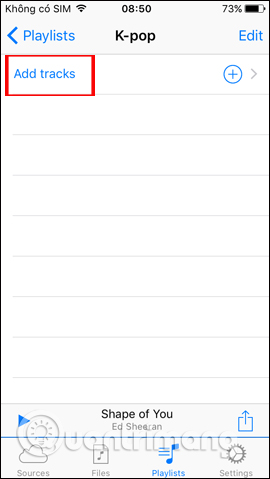 Không có SIM 08:50 73%
Playlists K-pop Edit
Add tracks
Shape of You
Ed Sheeran
Quantrimang
Sources Files Playlists Settings